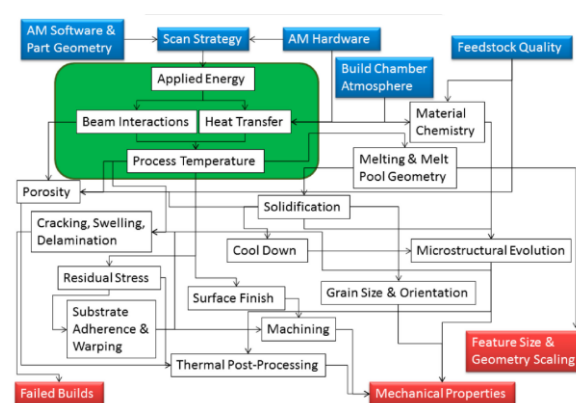 AM Software &
Part Geometry
Scan Strategy
AM Hardware
Feedstock Quality
Build Chamber
Atmosphere
Applied Energy
Beam Interactions
Heat Transfer
Material
Chemistry
Process Temperature
Melting & Melt
Pool Geometry
Porosity
Solidification
Cracking, Swelling,
Delamination
Cool Down
Microstructural Evolution
Residual Stress
Surface Finish
Grain Size & Orientation
Substrate
Adherence &
Warping
Machining
Feature Size &
Geometry Scaling
Thermal Post-Processing
Failed Builds
Mechanical Properties